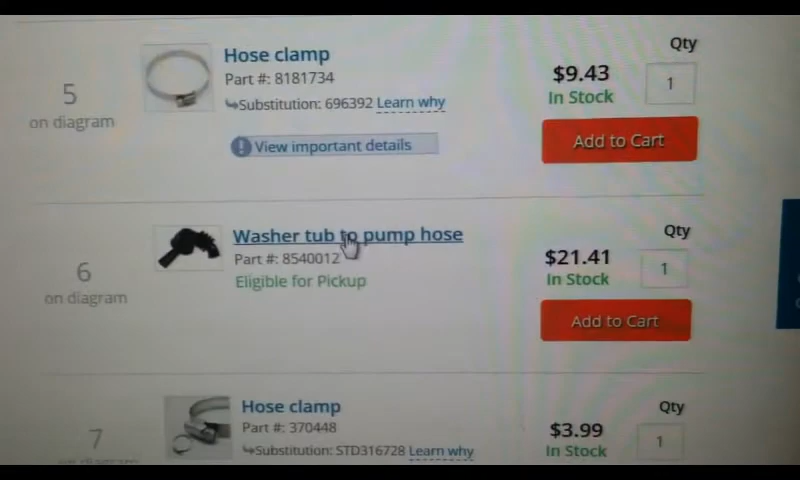 Qty
Hose clamp
Part #: 8181734
$9.43
1
5
In Stock
on diagram
Substitution: 696392 Learn why
View important details
Add to Cart
Qty
Washer tub to pump hose
Part #: 8540012
$21.41
1
6
Eligible for Pickup
In Stock
on diagram
Add to Cart
Qty
Hose clamp
Part #: 370448
$3.99
1
7
Substitution: STD316728 Learn why
In Stock
on diagram